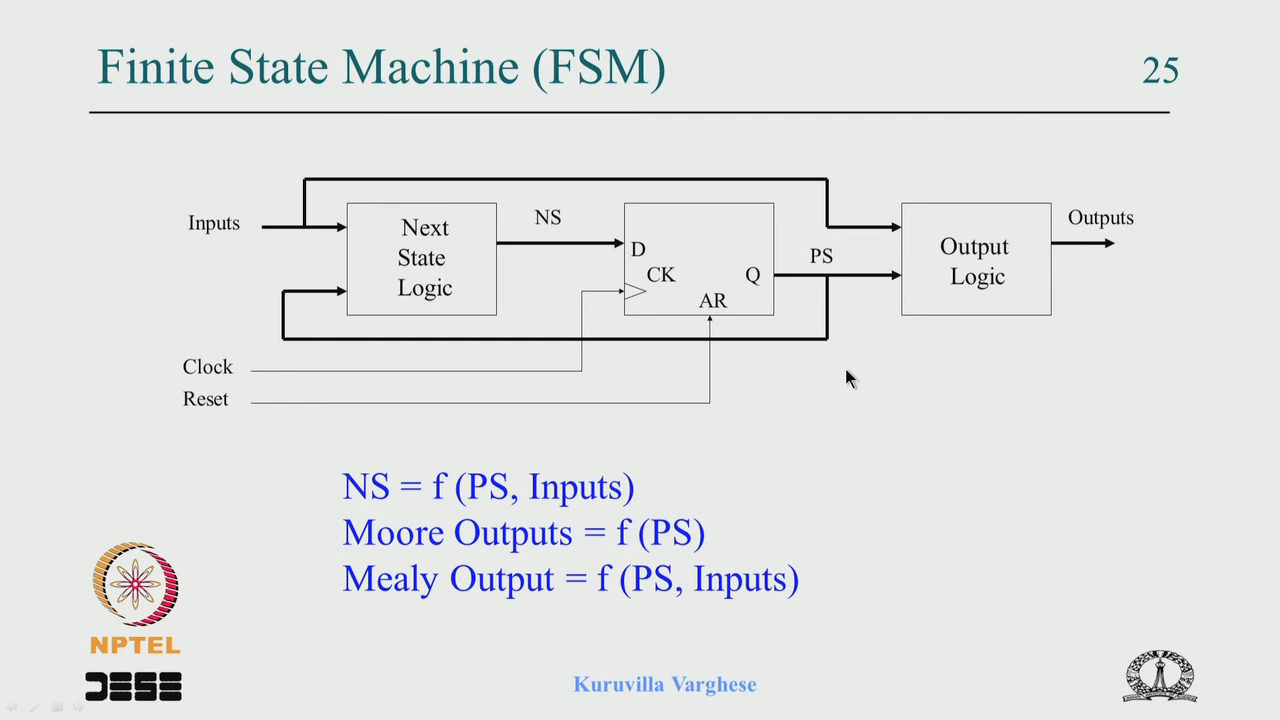 Finite State Machine (FSM)
25
Inputs
Next
State
Logic
NS
D
CK
Q
AR
PS
Output
Logic
Outputs
Clock
Reset
NS = f (PS, Inputs)
Moore Outputs = f (PS)
Mealy Output = f (PS, Inputs)
NPTEL
DESE
Kuruvilla Varghese